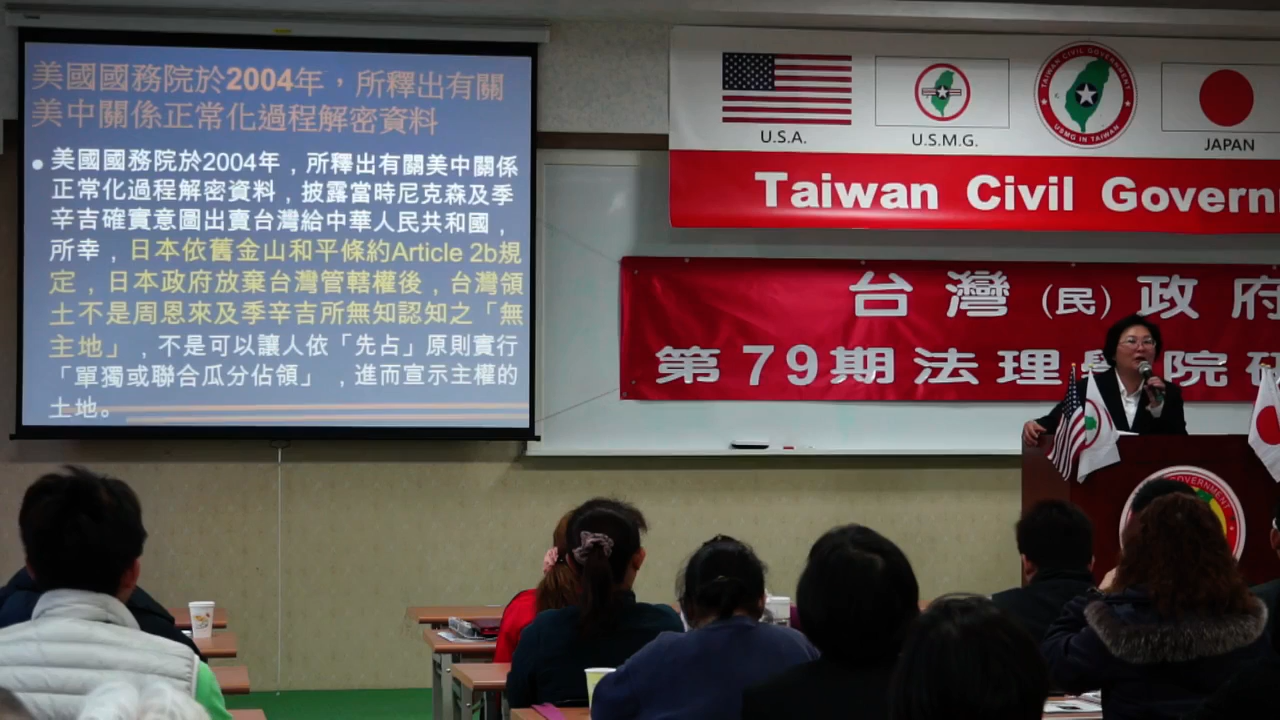 美國國務院於2004年，所釋出有關
美中關係正常化過程解密資料
美國國務院於2004年，所釋出有關美中關係
正常化過程解密資料，披露當時尼克森及季
辛吉確實意圖出賣台灣給中華人民共和國，
所幸，日本依舊金山和平條約Article 2b規
定，日本政府放棄台灣管轄權後，台灣領
土不是周恩來及季辛吉所無知認知之「無
主地」，不是可以讓人依「先占」原則實行
「單獨或聯合瓜分佔領」，進而宣示主權的
土地。
U.S.A.
U.S.M.G.
TAIWAN CIVIL GOVERNMENT
USMG IN TAIWAN
JAPAN
Taiwan Civil Governm
台灣(民)政府
第79期法理學院研
GOVERNMENT